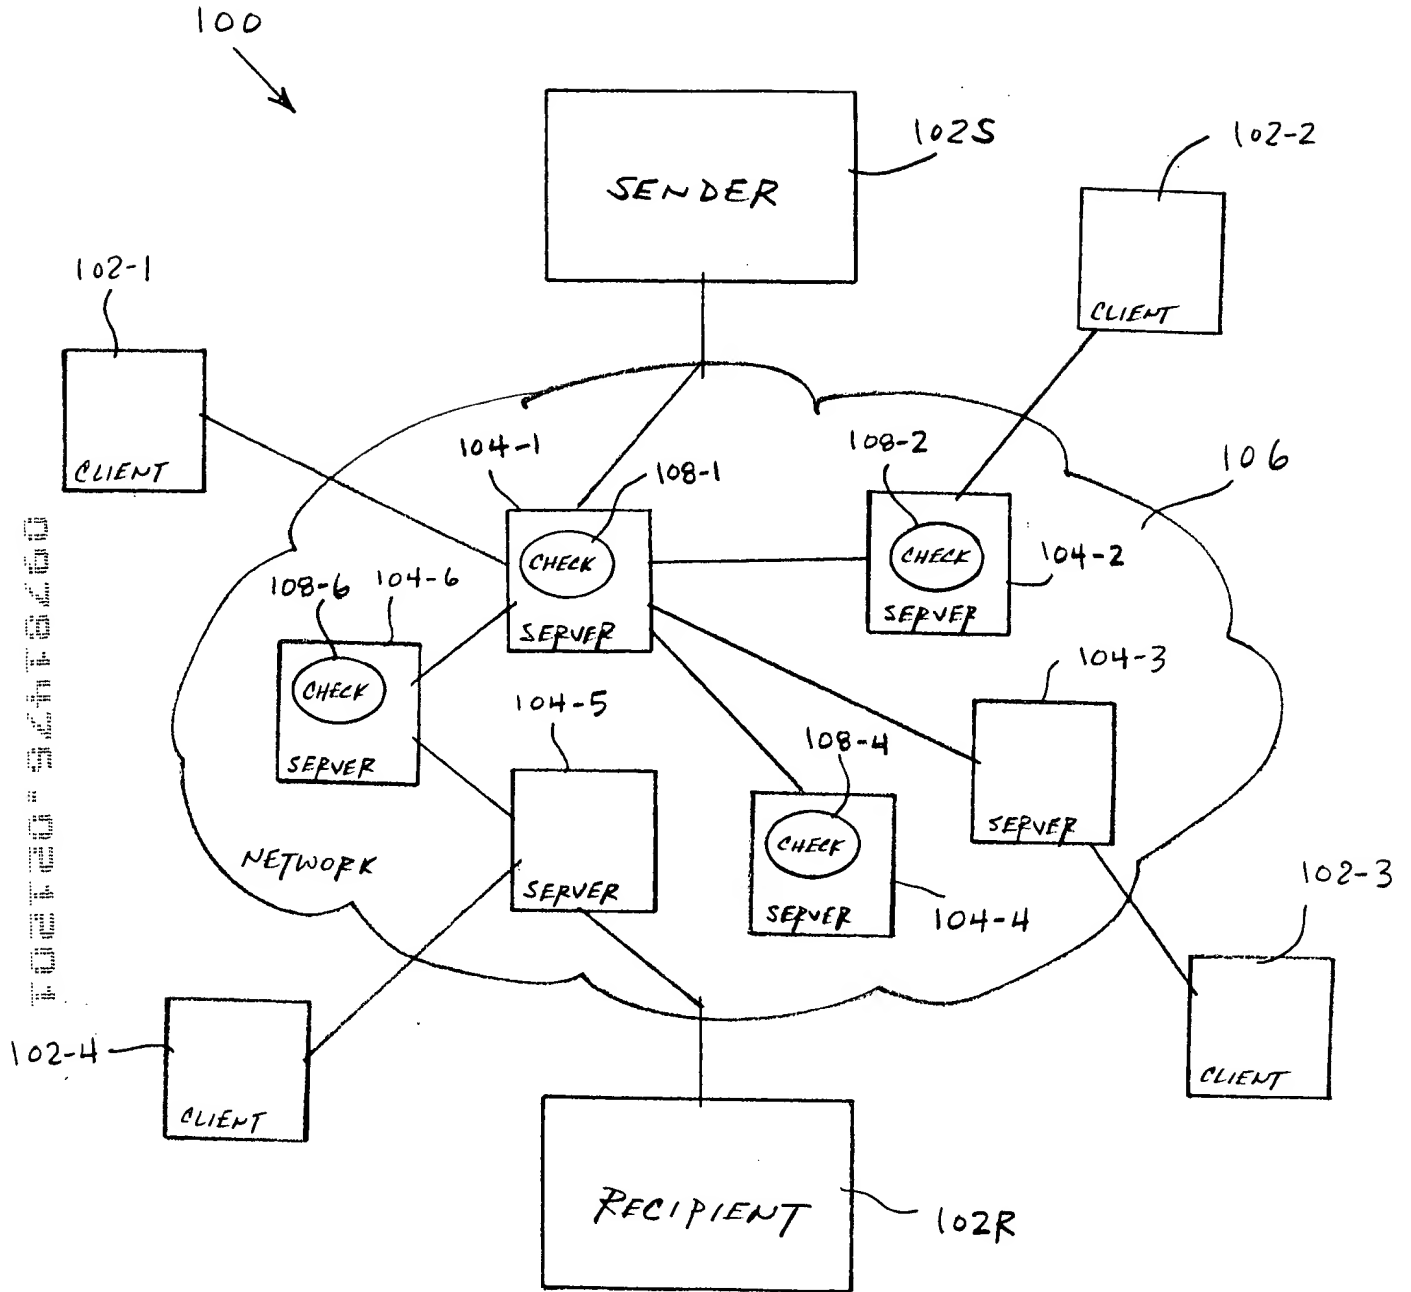 100
102S
SENDER
102-2
CLIENT
102-1
CLIENT
104-1
108-1
CHECK
SERVER
108-2
CHECK
SERVER
104-2
106
108-6
104-6
CHECK
SERVER
104-5
SERVER
104-3
SERVER
108-4
CHECK
SERVER
104-4
NETWORK
102-3
CLIENT
102-4
CLIENT
RECIPIENT
102R